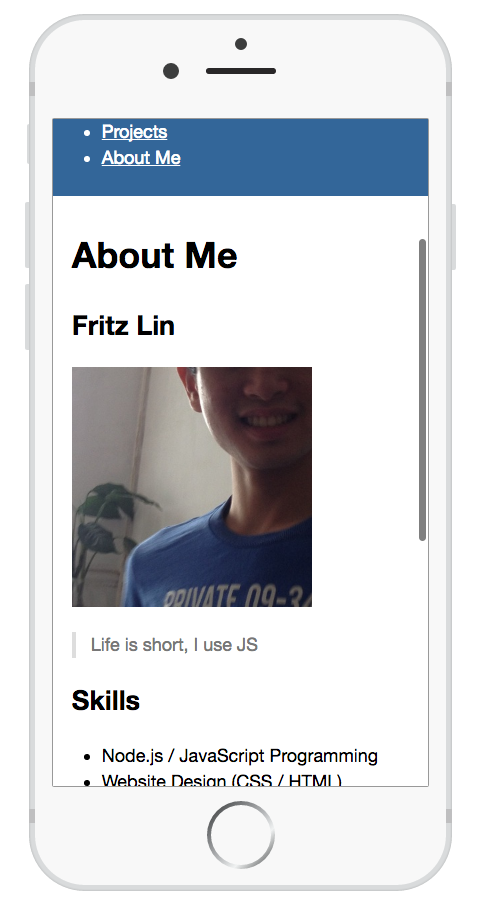 Projects
About Me
About Me
Fritz Lin
PRIVATE 09-34
Life is short, I use JS
Skills
Node.js / JavaScript Programming
Website Design (CSS / HTML)